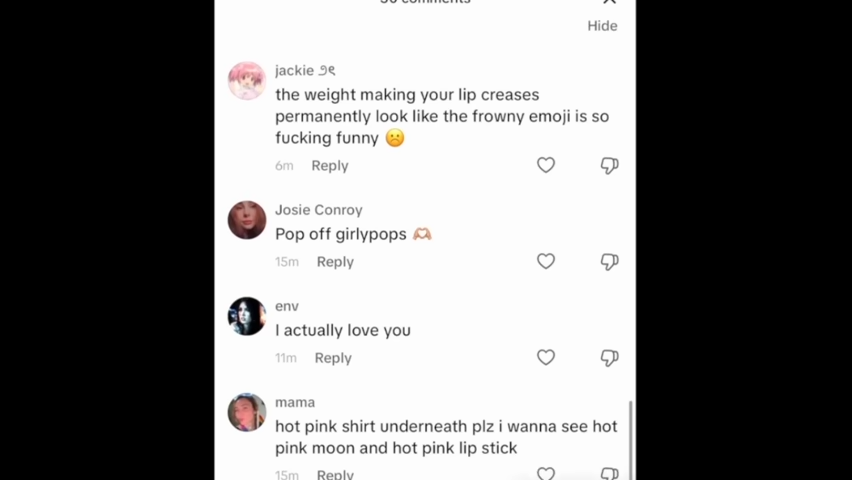 Hide
jackie ୨ৎ
the weight making your lip creases
permanently look like the frowny emoji is so
fucking funny ☹️
6m Reply
Josie Conroy
Pop off girlypops 🫶🏼
15m Reply
env
I actually love you
11m Reply
mama
hot pink shirt underneath plz i wanna see hot
pink moon and hot pink lip stick
15m Reply